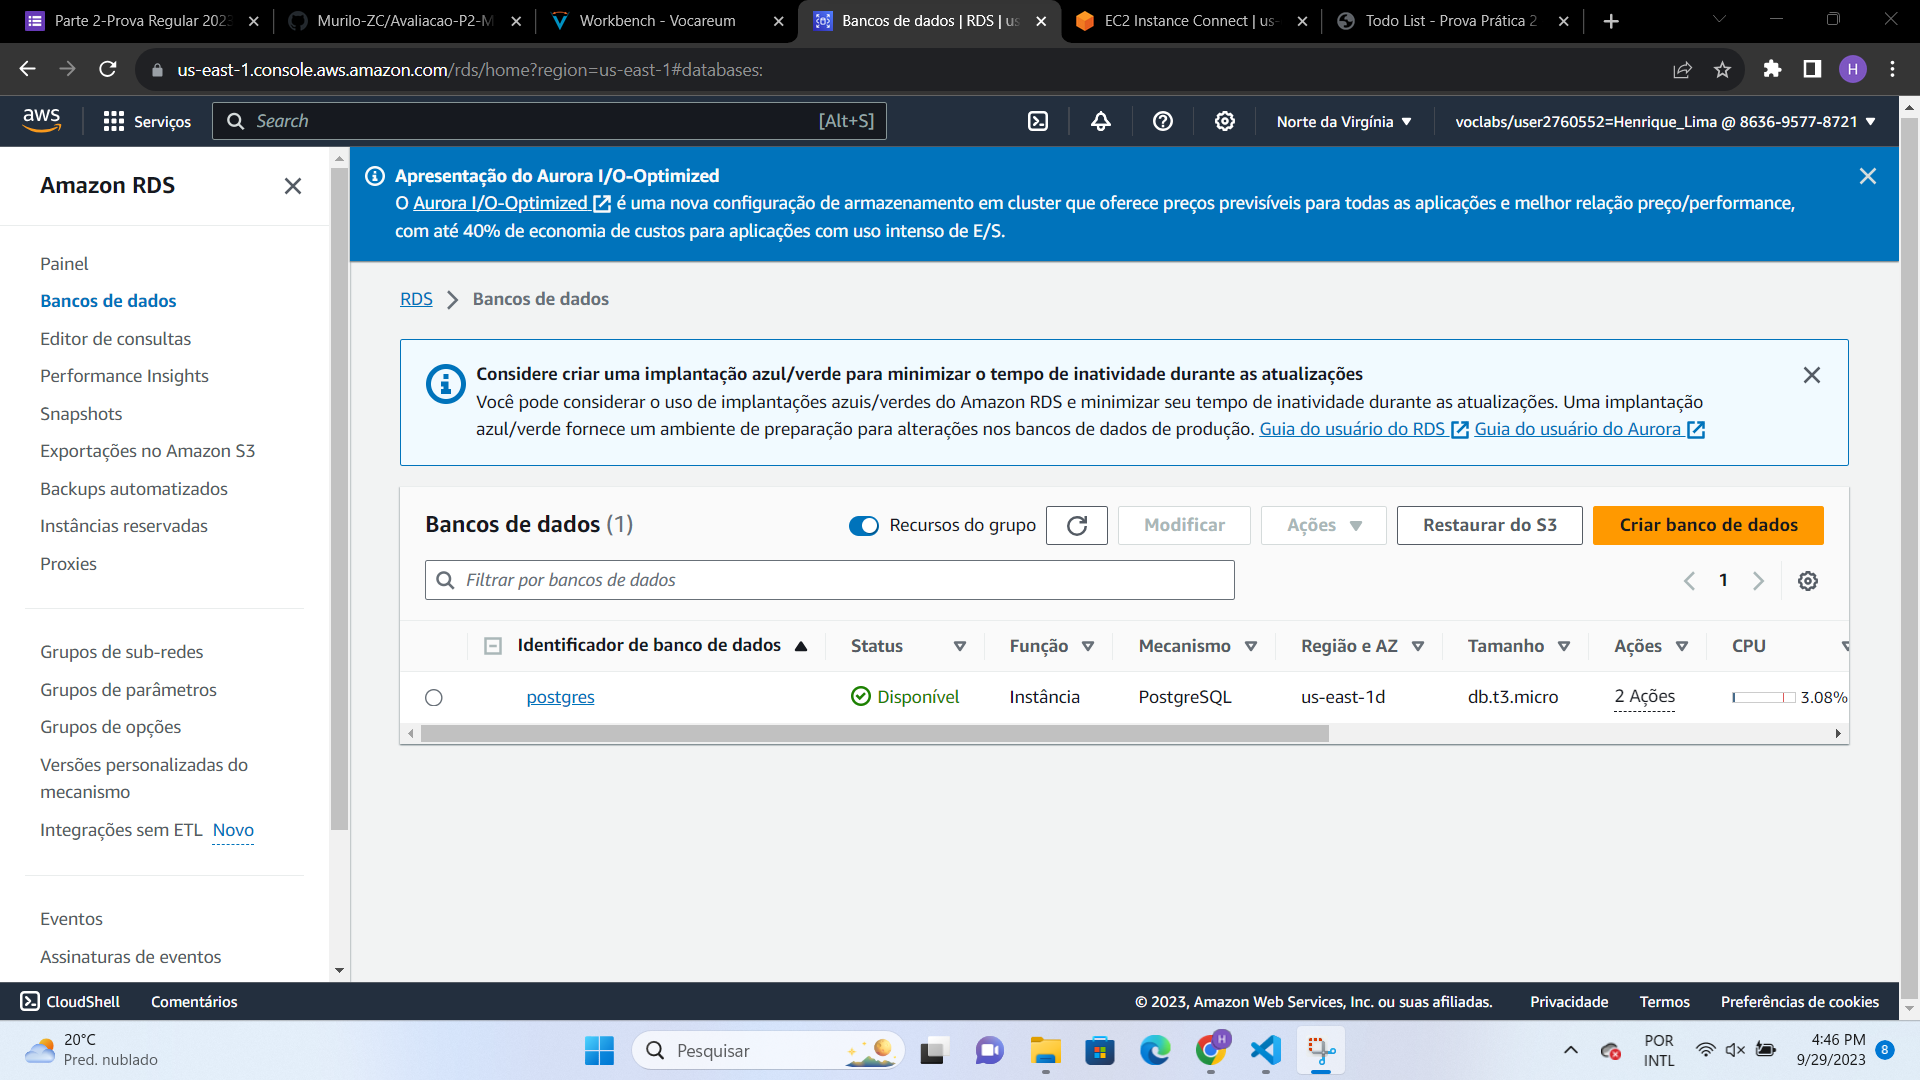 Parte 2-Prova Regular 2023
Murilo-ZC/Avaliacao-P2-M
Workbench - Vocareum
Bancos de dados | RDS | us
EC2 Instance Connect | us-
Todo List - Prova Prática 2
us-east-1.console.aws.amazon.com/rds/home?region=us-east-1#databases:
H
aws
Serviços
Search
[Alt+S]
Norte da Virgínia
voclabs/user2760552=Henrique_Lima @ 8636-9577-8721
Amazon RDS
Painel
Bancos de dados
Editor de consultas
Performance Insights
Snapshots
Exportações no Amazon S3
Backups automatizados
Instâncias reservadas
Proxies
Grupos de sub-redes
Grupos de parâmetros
Grupos de opções
Versões personalizadas do
mecanismo
Integrações sem ETL Novo
Eventos
Assinaturas de eventos
Apresentação do Aurora I/O-Optimized
O Aurora I/O-Optimized é uma nova configuração de armazenamento em cluster que oferece preços previsíveis para todas as aplicações e melhor relação preço/performance,
com até 40% de economia de custos para aplicações com uso intenso de E/S.
RDS Bancos de dados
Considere criar uma implantação azul/verde para minimizar o tempo de inatividade durante as atualizações
Você pode considerar o uso de implantações azuis/verdes do Amazon RDS e minimizar seu tempo de inatividade durante as atualizações. Uma implantação
azul/verde fornece um ambiente de preparação para alterações nos bancos de dados de produção. Guia do usuário do RDS Guia do usuário do Aurora
Bancos de dados (1)
Recursos do grupo
Modificar
Ações
Restaurar do S3
Criar banco de dados
Filtrar por bancos de dados
1
Identificador de banco de dados Status Função Mecanismo Região e AZ Tamanho Ações CPU
postgres Disponível Instância PostgreSQL us-east-1d db.t3.micro 2 Ações 3.08%
CloudShell
Comentários
© 2023, Amazon Web Services, Inc. ou suas afiliadas.
Privacidade
Termos
Preferências de cookies
20°C
Pred. nublado
Pesquisar
H
POR
INTL
4:46 PM
9/29/2023
8